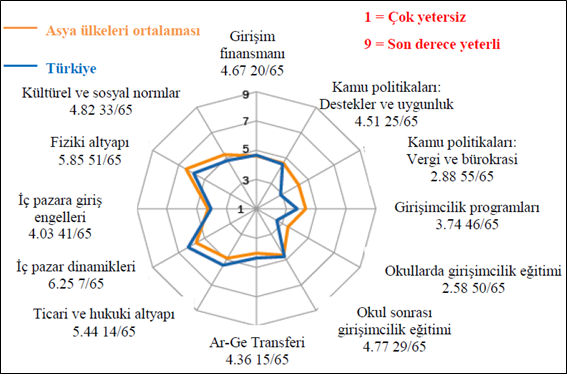 Asya ülkeleri ortalaması
Türkiye
1 = Çok yetersiz
9 = Son derece yeterli
Girişim
finansmanı
4.67 20/65
Kamu politikaları:
Destekler ve uygunluk
4.51 25/65
Kamu politikaları:
Vergi ve bürokrasi
2.88 55/65
Girişimcilik programları
3.74 46/65
Okullarda girişimcilik eğitimi
2.58 50/65
Okul sonrası
girişimcilik eğitimi
4.77 29/65
Ar-Ge Transferi
4.36 15/65
Ticari ve hukuki altyapı
5.44 14/65
İç pazar dinamikleri
6.25 7/65
İç pazara giriş
engelleri
4.03 41/65
Fiziki altyapı
5.85 51/65
Kültürel ve sosyal normlar
4.82 33/65
9
7
5
3
1